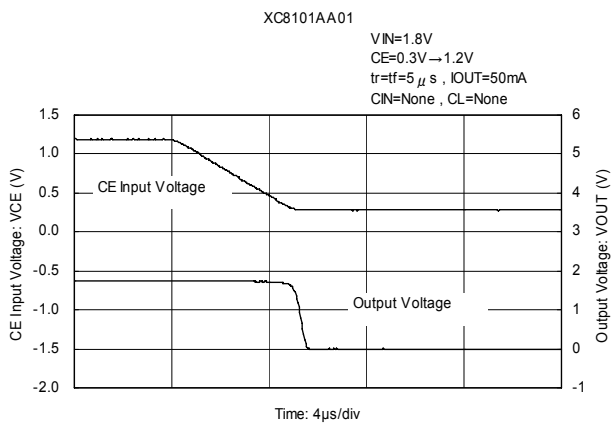 XC8101AA01
VIN=1.8V
CE=0.3V→1.2V
tr=tf=5μs , IOUT=50mA
CIN=None , CL=None
1.5
1.0
0.5
0.0
-0.5
-1.0
-1.5
-2.0
CE Input Voltage: VCE (V)
CE Input Voltage
Output Voltage
6
5
4
3
2
1
0
-1
Output Voltage: VOUT (V)
Time: 4μs/div